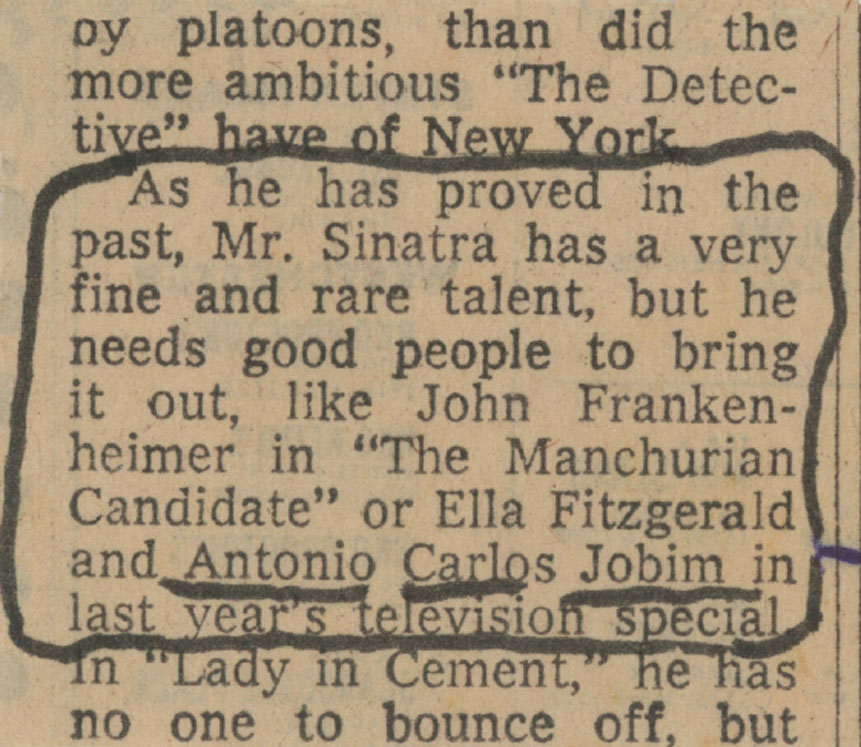 by platoons, than did the
more ambitious “The Detec-
tive” have of New York.
As he has proved in the
past, Mr. Sinatra has a very
fine and rare talent, but he
needs good people to bring
it out, like John Franken-
heimer in “The Manchurian
Candidate” or Ella Fitzgerald
and Antonio Carlos Jobim in
last year's television special.
In “Lady in Cement,” he has
no one to bounce off, but